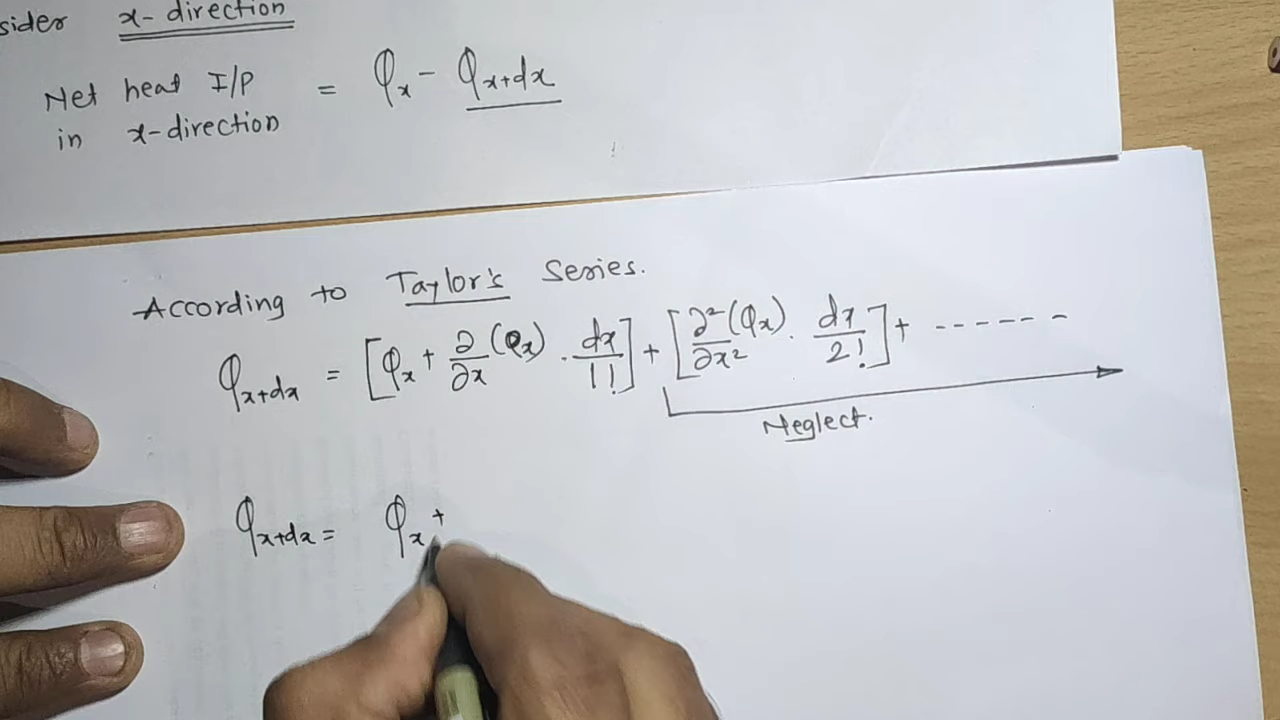 sider x-direction
Net heat I/P = Qx - Qx+dx
in x-direction
According to Taylor's Series.
Qx+dx = [Qx + ∂/∂x (Qx) . dx/1!] + [∂²/∂x² (Qx) . dx/2!] + ------
Neglect.
Qx+dx = Qx +